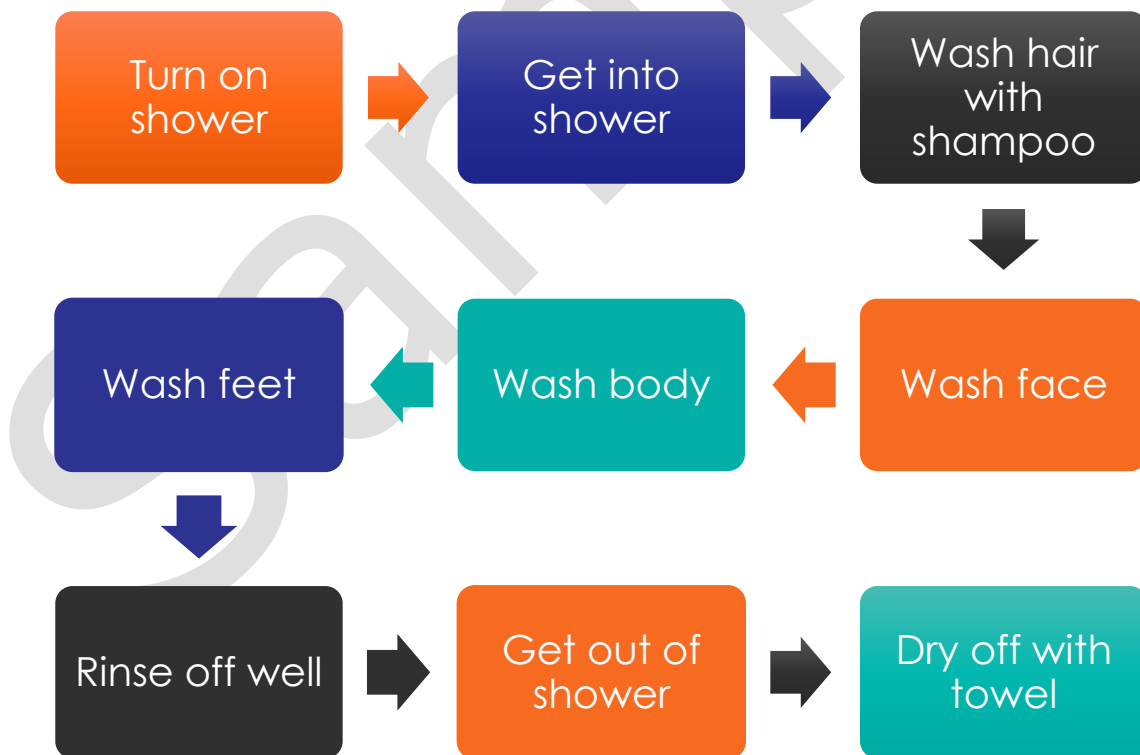 Turn on
shower
Get into
shower
Wash hair
with
shampoo
Wash face
Wash body
Wash feet
Rinse off well
Get out of
shower
Dry off with
towel